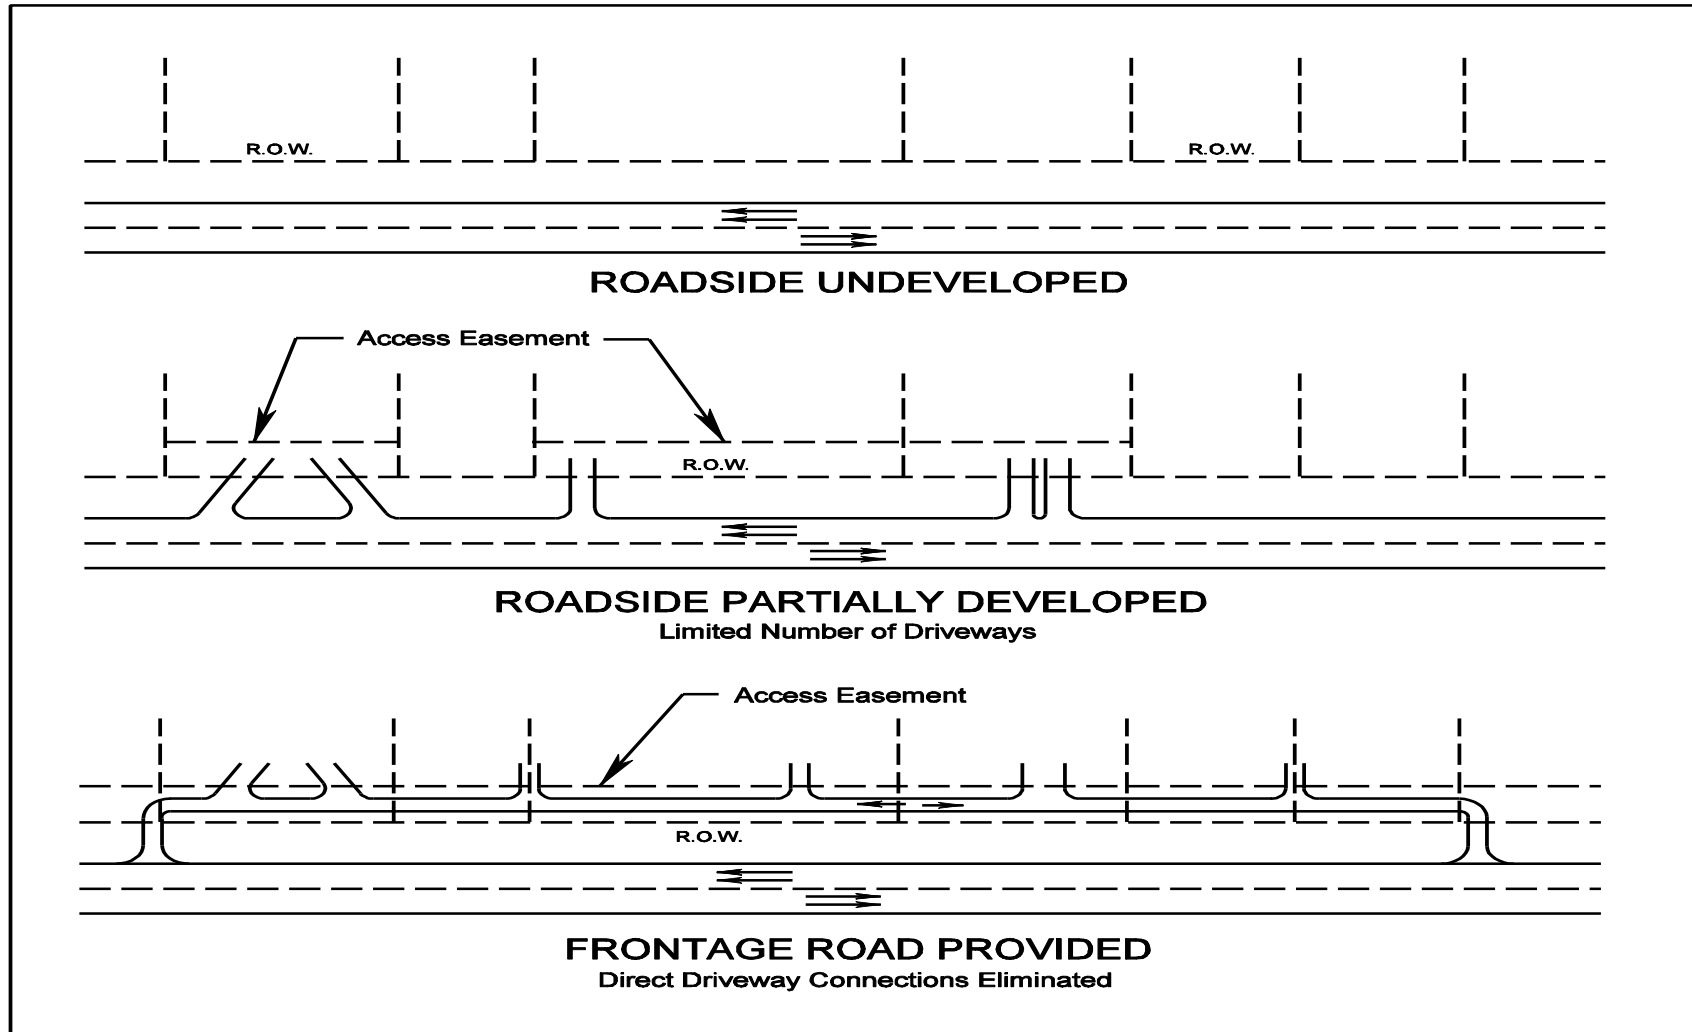 R.O.W.
R.O.W.
ROADSIDE UNDEVELOPED
Access Easement
R.O.W.
ROADSIDE PARTIALLY DEVELOPED
Limited Number of Driveways
Access Easement
R.O.W.
FRONTAGE ROAD PROVIDED
Direct Driveway Connections Eliminated